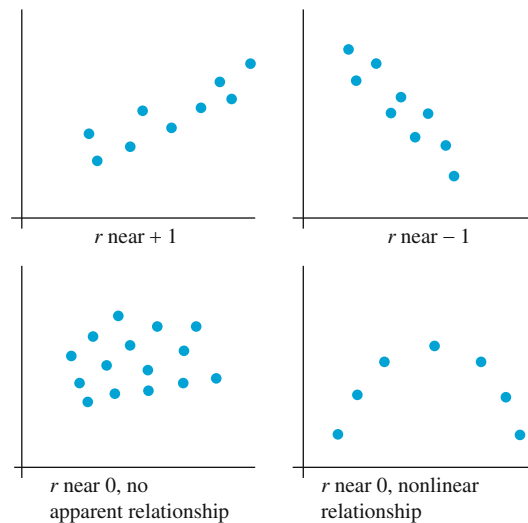 r near + 1
r near − 1
r near 0, no
apparent relationship
r near 0, nonlinear
relationship